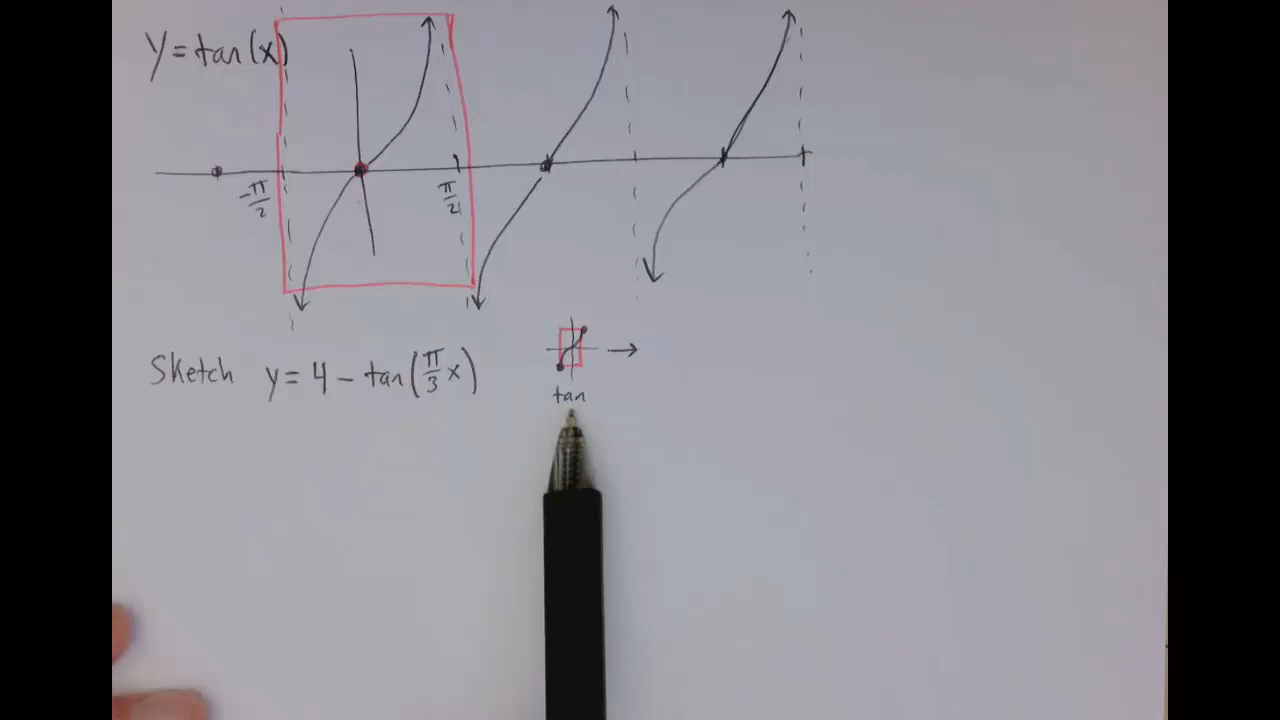 y = tan(x)
-π/2
π/2
Sketch y = 4 - tan(π/3 x)
tan